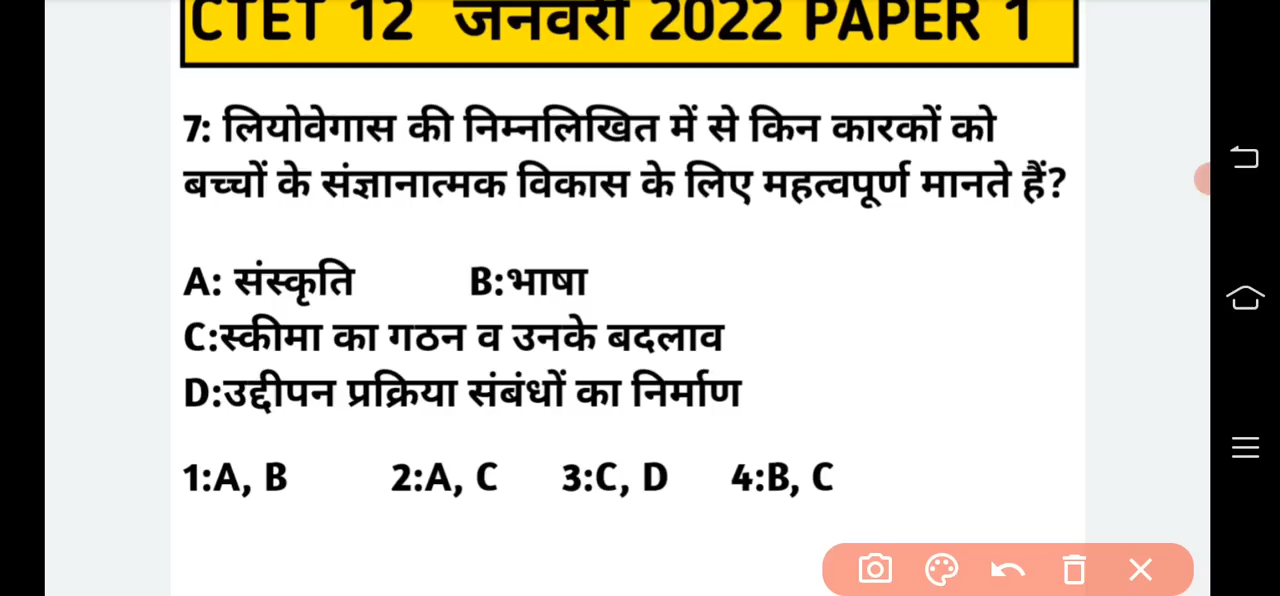 CTET 12 जनवरी 2022 PAPER 1
7: लियोवेगास की निम्नलिखित में से किन कारकों को
बच्चों के संज्ञानात्मक विकास के लिए महत्वपूर्ण मानते हैं?
A: संस्कृति B:भाषा
C:स्कीमा का गठन व उनके बदलाव
D:उद्दीपन प्रक्रिया संबंधों का निर्माण
1:A, B 2:A, C 3:C, D 4:B, C